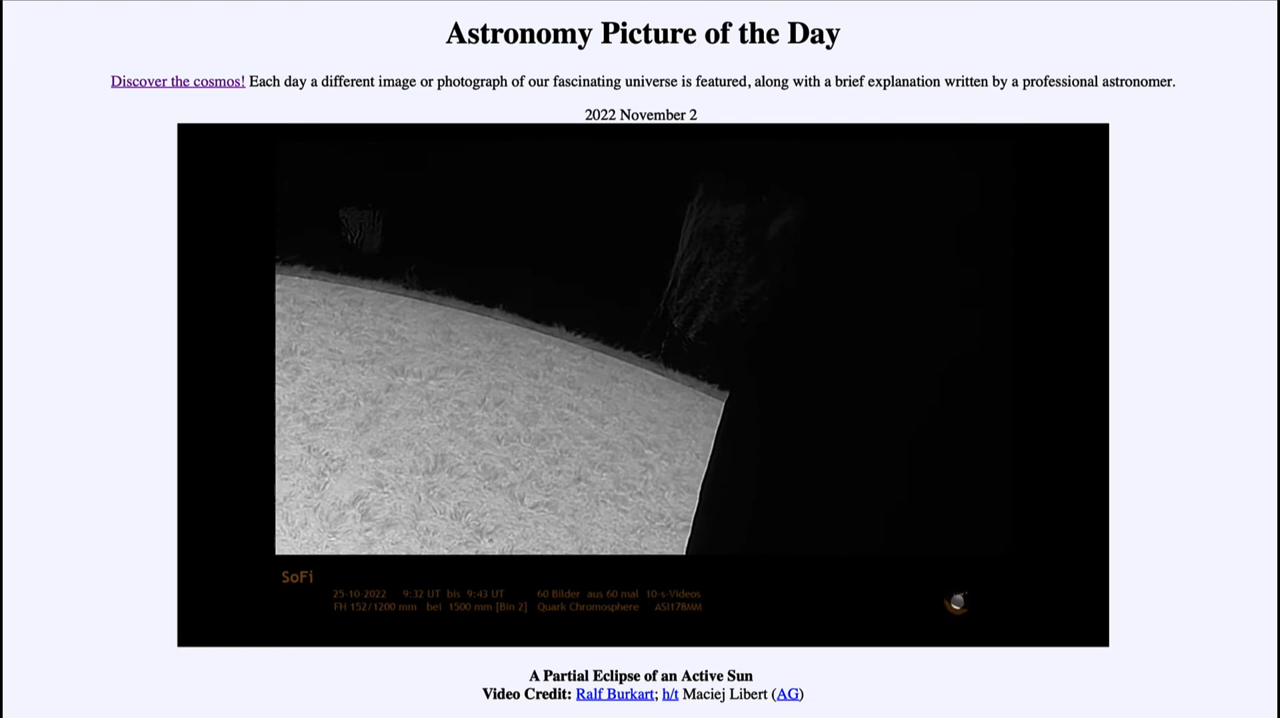 Astronomy Picture of the Day
Discover the cosmos! Each day a different image or photograph of our fascinating universe is featured, along with a brief explanation written by a professional astronomer.
2022 November 2
SoFi
25-10-2022 9:32 UT bis 9:43 UT 60 Bilder aus 60 mal 10-s-Videos
FH 152/1200 mm bei 1500 mm [Bin 2] Quark Chromosphere ASI178MM
A Partial Eclipse of an Active Sun
Video Credit: Ralf Burkart; h/t Maciej Libert (AG)